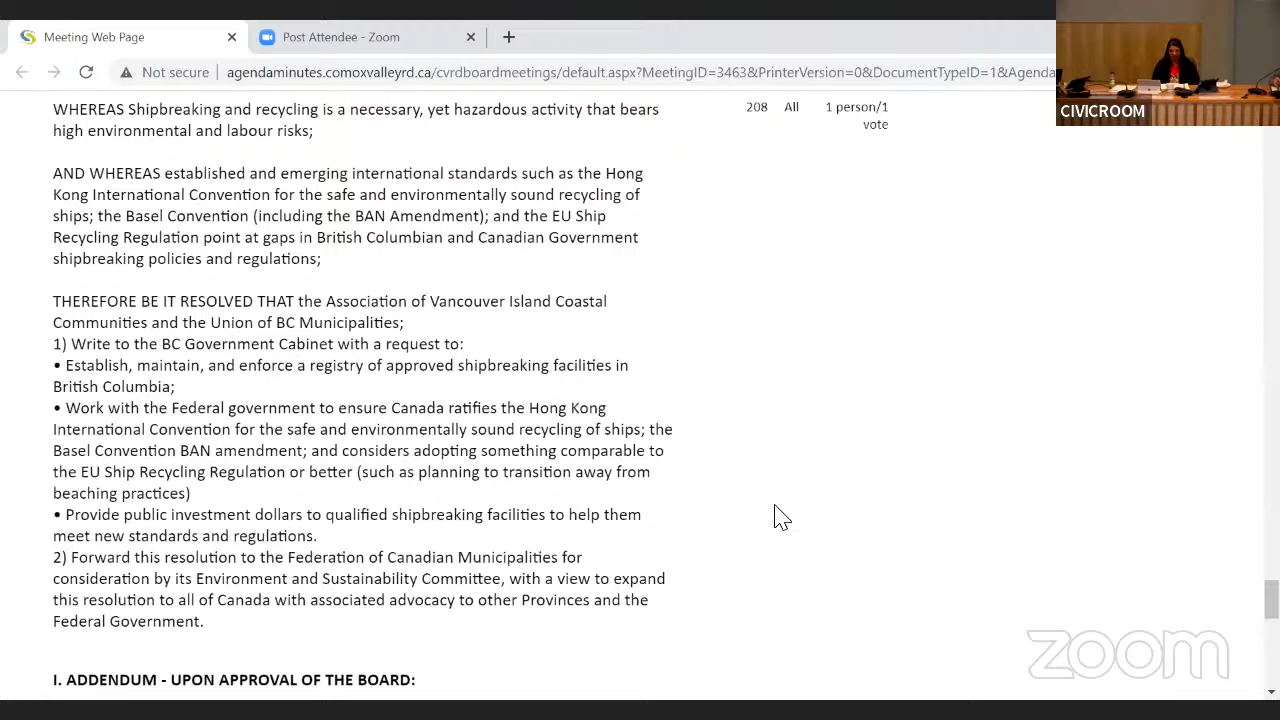 Meeting Web Page
Post Attendee - Zoom
Not secure
agendaminutes.comoxvalleyrd.ca/cvrdboardmeetings/default.aspx?MeetingID=3463&PrinterVersion=0&DocumentTypeID=1&Agenda
CIVICROOM
WHEREAS Shipbreaking and recycling is a necessary, yet hazardous activity that bears
high environmental and labour risks;
208 All 1 person/1
vote
AND WHEREAS established and emerging international standards such as the Hong
Kong International Convention for the safe and environmentally sound recycling of
ships; the Basel Convention (including the BAN Amendment); and the EU Ship
Recycling Regulation point at gaps in British Columbian and Canadian Government
shipbreaking policies and regulations;
THEREFORE BE IT RESOLVED THAT the Association of Vancouver Island Coastal
Communities and the Union of BC Municipalities;
1) Write to the BC Government Cabinet with a request to:
• Establish, maintain, and enforce a registry of approved shipbreaking facilities in
British Columbia;
• Work with the Federal government to ensure Canada ratifies the Hong Kong
International Convention for the safe and environmentally sound recycling of ships; the
Basel Convention BAN amendment; and considers adopting something comparable to
the EU Ship Recycling Regulation or better (such as planning to transition away from
beaching practices)
• Provide public investment dollars to qualified shipbreaking facilities to help them
meet new standards and regulations.
2) Forward this resolution to the Federation of Canadian Municipalities for
consideration by its Environment and Sustainability Committee, with a view to expand
this resolution to all of Canada with associated advocacy to other Provinces and the
Federal Government.
I. ADDENDUM - UPON APPROVAL OF THE BOARD:
zoom